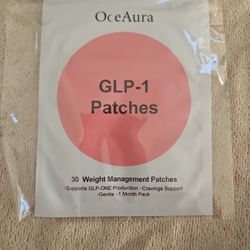 OceAura
GLP-1
Patches
30 Weight Management Patches
-Supports GLP-ONE Production -Cravings Support
-Gentle -1 Month Pack